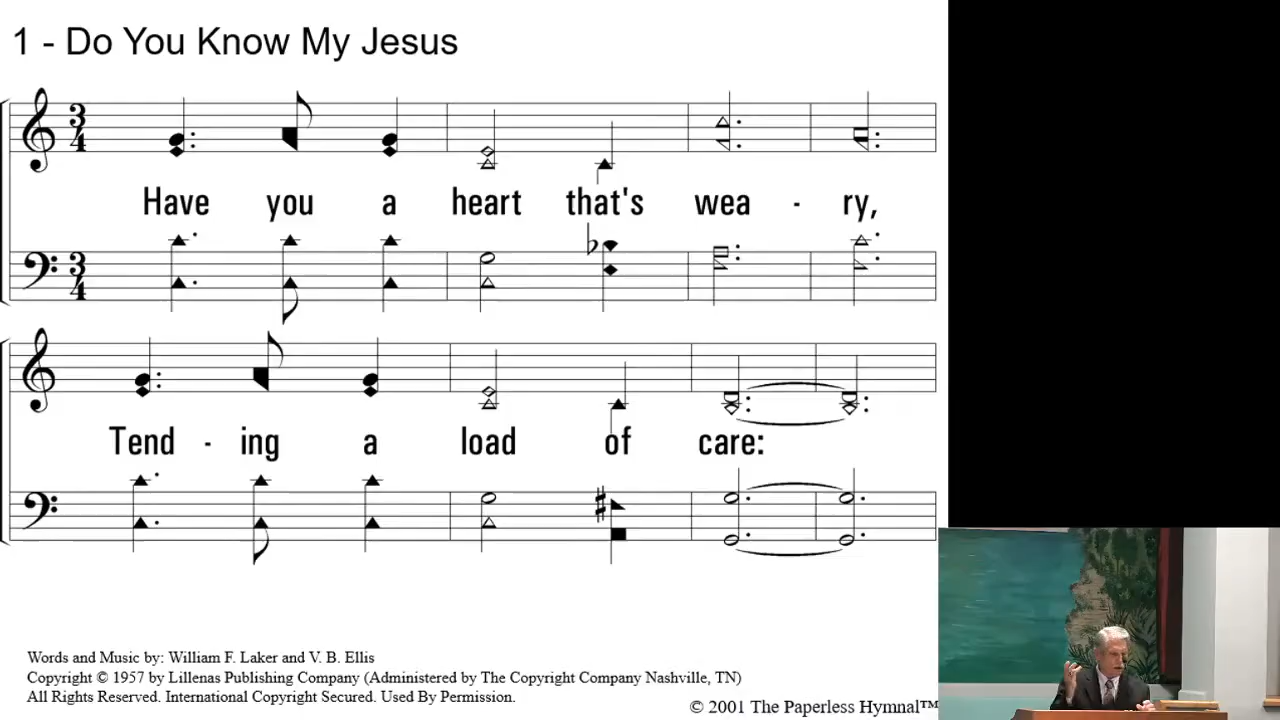 1 - Do You Know My Jesus
Have you a heart that's wea - ry,
Tend - ing a load of care:
Words and Music by: William F. Laker and V. B. Ellis
Copyright © 1957 by Lillenas Publishing Company (Administered by The Copyright Company Nashville, TN)
All Rights Reserved. International Copyright Secured. Used By Permission.
© 2001 The Paperless Hymnal™